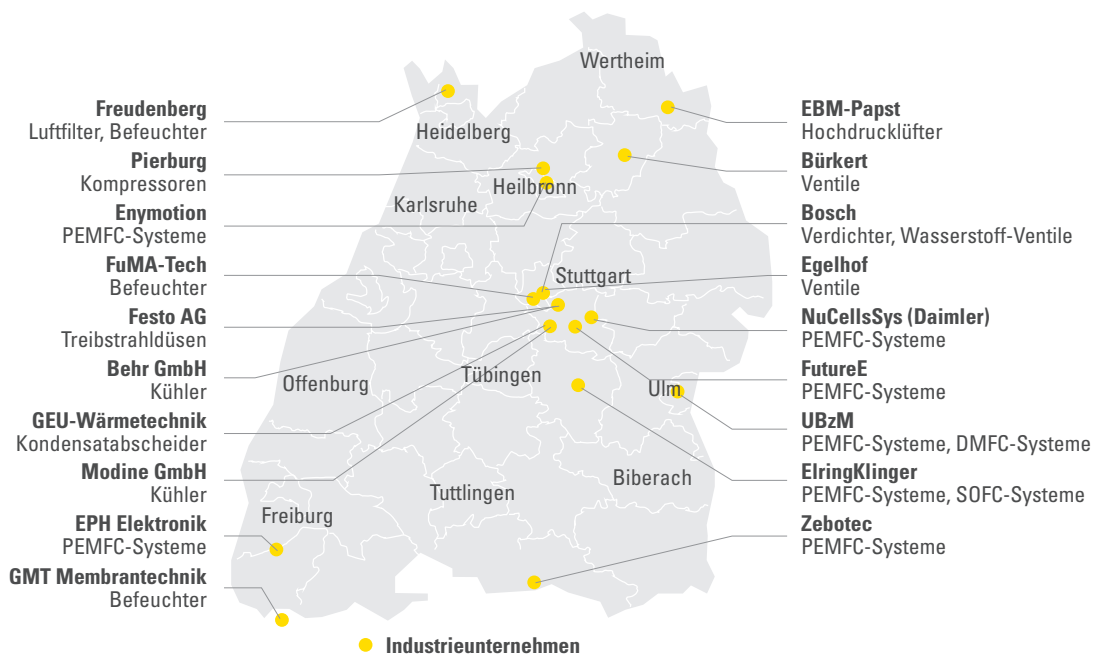 Freudenberg
Luftfilter, Befeuchter
Pierburg
Kompressoren
Enymotion
PEMFC-Systeme
FuMA-Tech
Befeuchter
Festo AG
Treibstrahldüsen
Behr GmbH
Kühler
GEU-Wärmetechnik
Kondensatabscheider
Modine GmbH
Kühler
EPH Elektronik
PEMFC-Systeme
GMT Membrantechnik
Befeuchter
Wertheim
Heidelberg
Heilbronn
Karlsruhe
Stuttgart
Tübingen
Offenburg
Ulm
Biberach
Tuttlingen
Freiburg
EBM-Papst
Hochdrucklüfter
Bürkert
Ventile
Bosch
Verdichter, Wasserstoff-Ventile
Egelhof
Ventile
NuCellsSys (Daimler)
PEMFC-Systeme
FutureE
PEMFC-Systeme
UBzM
PEMFC-Systeme, DMFC-Systeme
ElringKlinger
PEMFC-Systeme, SOFC-Systeme
Zebotec
PEMFC-Systeme
Industrieunternehmen